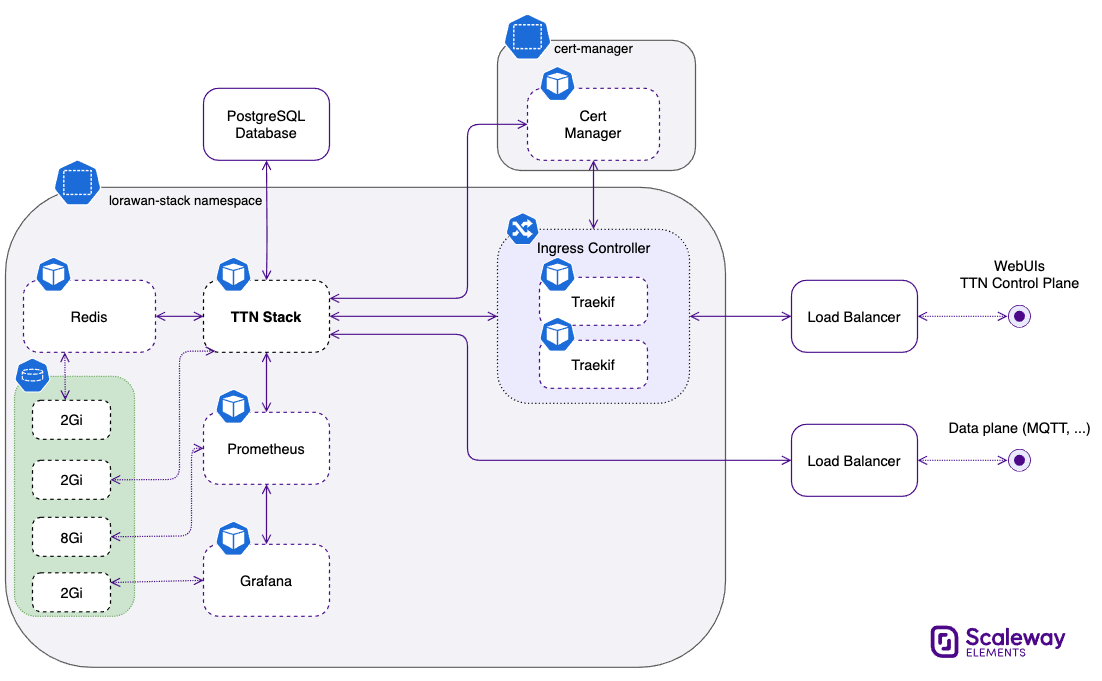 cert-manager
Cert
Manager
PostgreSQL
Database
lorawan-stack namespace
Ingress Controller
Traekif
Traekif
Redis
TTN Stack
WebUIs
TTN Control Plane
Load Balancer
2Gi
2Gi
8Gi
2Gi
Prometheus
Grafana
Data plane (MQTT, ...)
Load Balancer
Scaleway
ELEMENTS